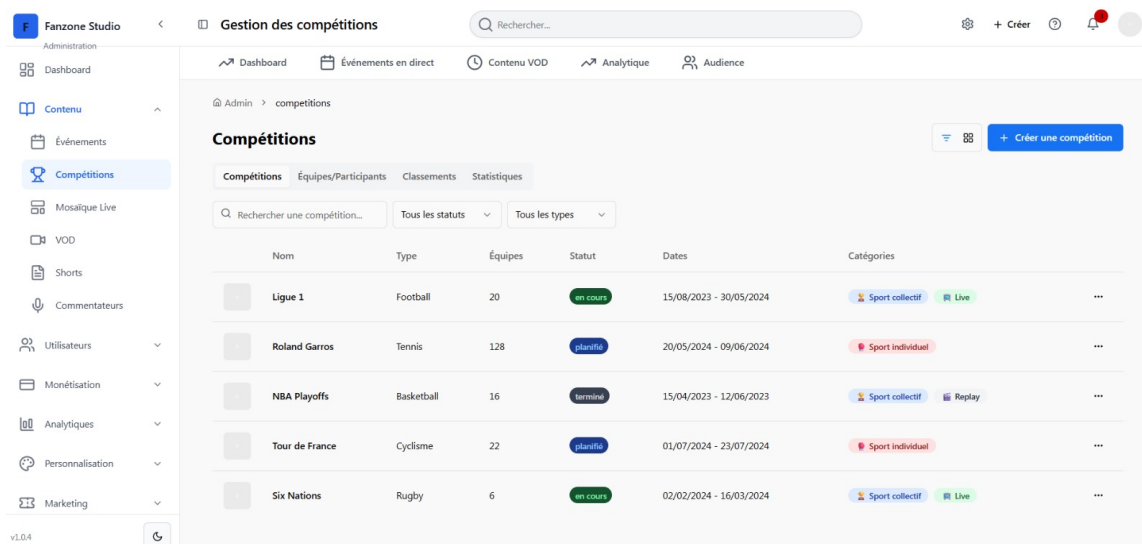 F Fanzone Studio
Administration
Gestion des compétitions
Rechercher...
+ Créer
Dashboard
Contenu
Événements
Compétitions
Mosaïque Live
VOD
Shorts
Commentateurs
Utilisateurs
Monétisation
Analytiques
Personnalisation
Marketing
v1.0.4
Dashboard Événements en direct Contenu VOD Analytique Audience
Admin > competitions
Compétitions
+ Créer une compétition
Compétitions Équipes/Participants Classements Statistiques
Rechercher une compétition... Tous les statuts Tous les types
Nom Type Équipes Statut Dates Catégories
Ligue 1 Football 20 en cours 15/08/2023 - 30/05/2024 Sport collectif Live
Roland Garros Tennis 128 planifié 20/05/2024 - 09/06/2024 Sport individuel
NBA Playoffs Basketball 16 terminé 15/04/2023 - 12/06/2023 Sport collectif Replay
Tour de France Cyclisme 22 planifié 01/07/2024 - 23/07/2024 Sport individuel
Six Nations Rugby 6 en cours 02/02/2024 - 16/03/2024 Sport collectif Live